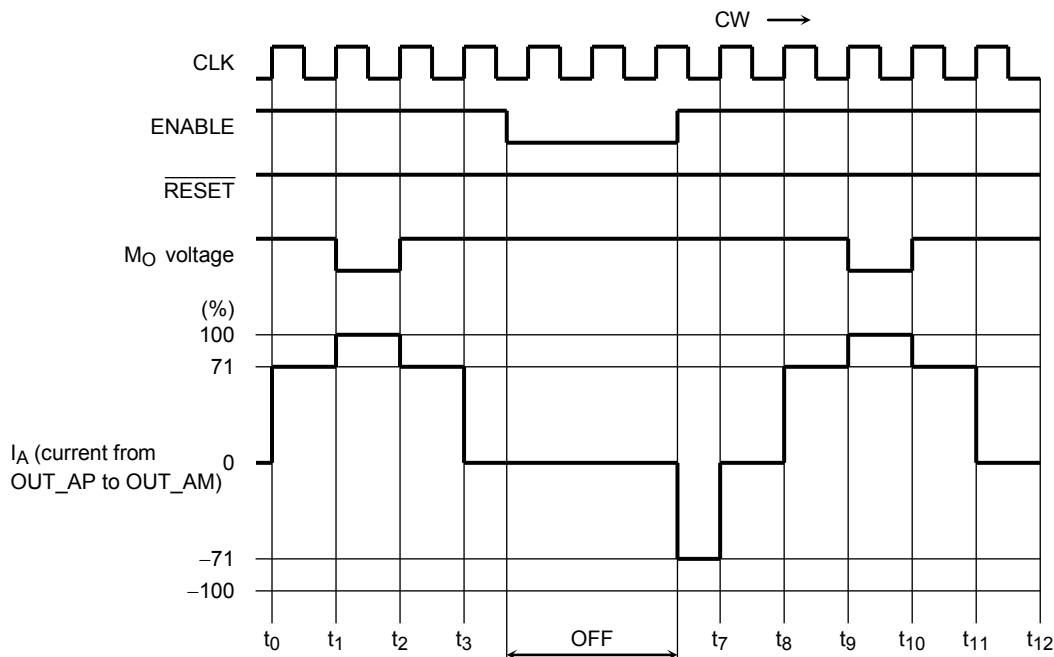 CW
CLK
ENABLE
RESET
MO voltage
(%)
100
71
IA (current from
OUT_AP to OUT_AM)
0
–71
–100
t0 t1 t2 t3 OFF t7 t8 t9 t10 t11 t12